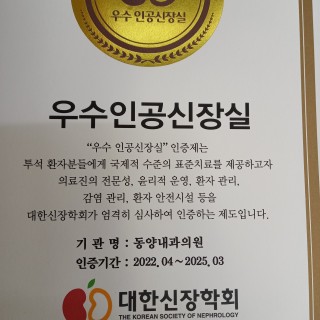 우수 인공신장실
우수인공신장실
“우수 인공신장실” 인증제는
투석 환자분들에게 국제적 수준의 표준치료를 제공하고자
의료진의 전문성, 윤리적 운영, 환자 관리,
감염 관리, 환자 안전시설 등을
대한신장학회가 엄격히 심사하여 인증하는 제도입니다.
기 관 명 : 동양내과의원
인증기간 : 2022. 04~2025. 03
대한신장학회
THE KOREAN SOCIETY OF NEPHROLOGY